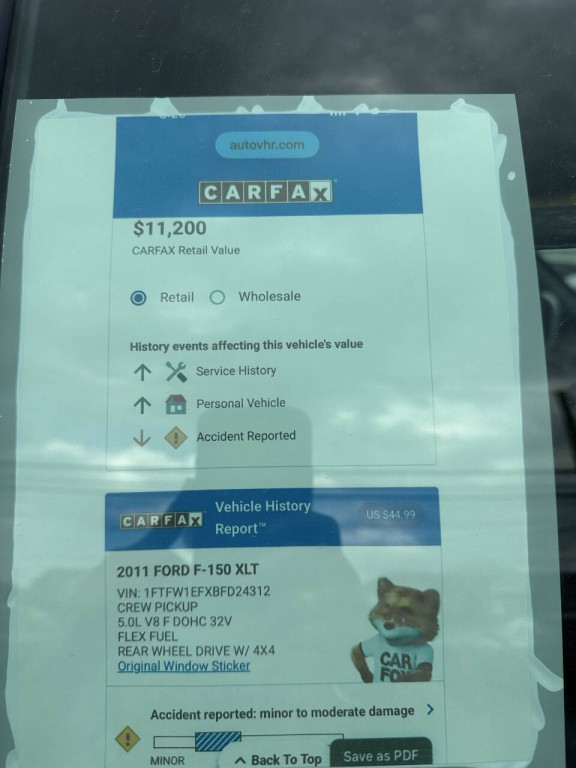 autovhr.com
CARFAX
$11,200
CARFAX Retail Value
Retail Wholesale
History events affecting this vehicle's value
Service History
Personal Vehicle
Accident Reported
CARFAX Vehicle History
Report™
US $44.99
2011 FORD F-150 XLT
VIN: 1FTFW1EFXBFD24312
CREW PICKUP
5.0L V8 F DOHC 32V
FLEX FUEL
REAR WHEEL DRIVE W/ 4X4
Original Window Sticker
CAR
FOX
Accident reported: minor to moderate damage
MINOR
Back To Top
Save as PDF